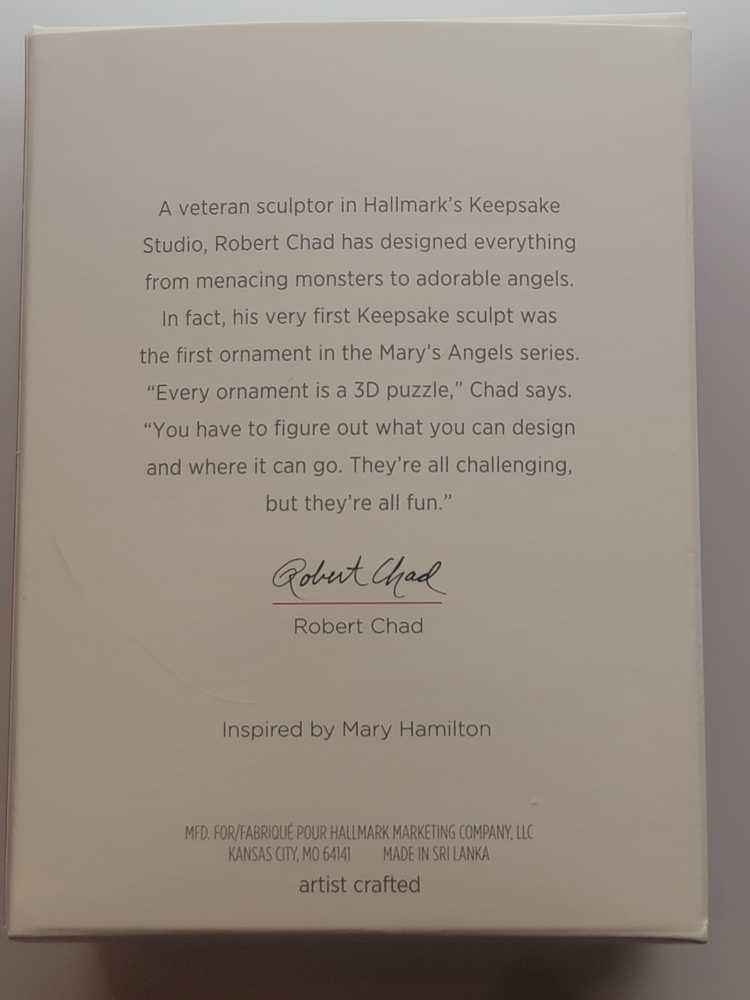 A veteran sculptor in Hallmark's Keepsake
Studio, Robert Chad has designed everything
from menacing monsters to adorable angels.
In fact, his very first Keepsake sculpt was
the first ornament in the Mary's Angels series.
“Every ornament is a 3D puzzle,” Chad says.
“You have to figure out what you can design
and where it can go. They're all challenging,
but they're all fun.”
Robert Chad
Robert Chad
Inspired by Mary Hamilton
MFD. FOR/FABRIQUÉ POUR HALLMARK MARKETING COMPANY, LLC
KANSAS CITY, MO 64141 MADE IN SRI LANKA
artist crafted